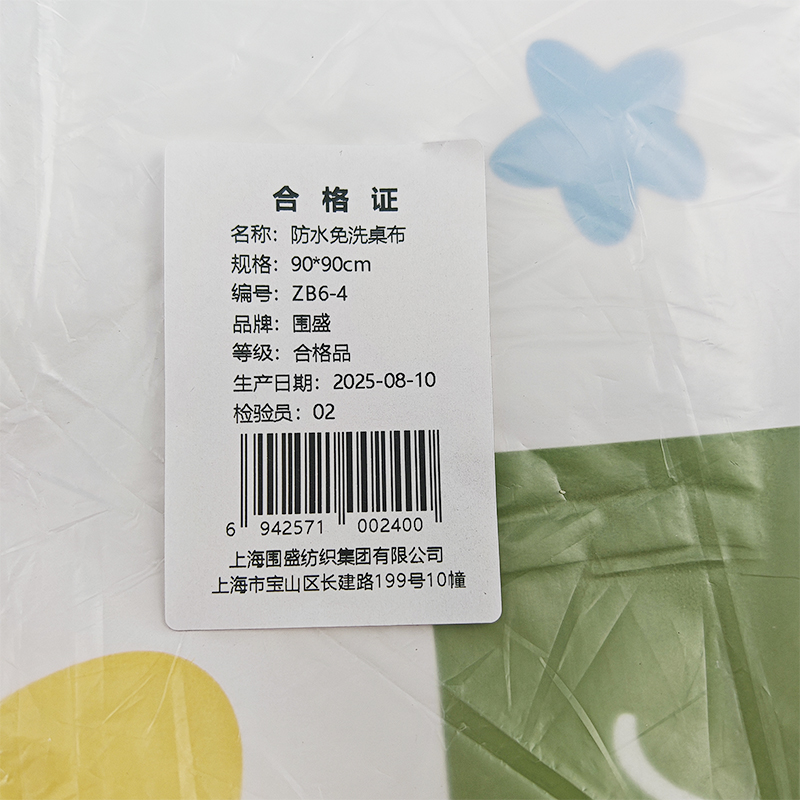 合格证
名称：防水免洗桌布
规格：90*90cm
编号：ZB6-4
品牌：围盛
等级：合格品
生产日期：2025-08-10
检验员：02
6 942571 002400
上海围盛纺织集团有限公司
上海市宝山区长建路199号10幢